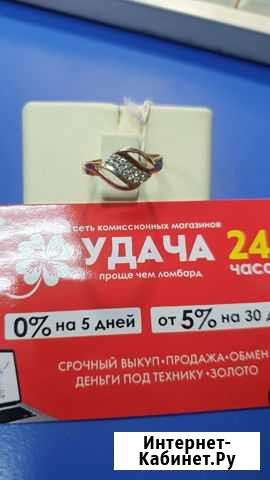 сеть комиссионных магазинов
УДАЧА
24
часа
проще чем ломбард
0% на 5 дней
от 5% на 30 д
СРОЧНЫЙ ВЫКУП•ПРОДАЖА•ОБМЕН
ДЕНЬГИ ПОД ТЕХНИКУ•ЗОЛОТО
Интернет-
Кабинет.Ру